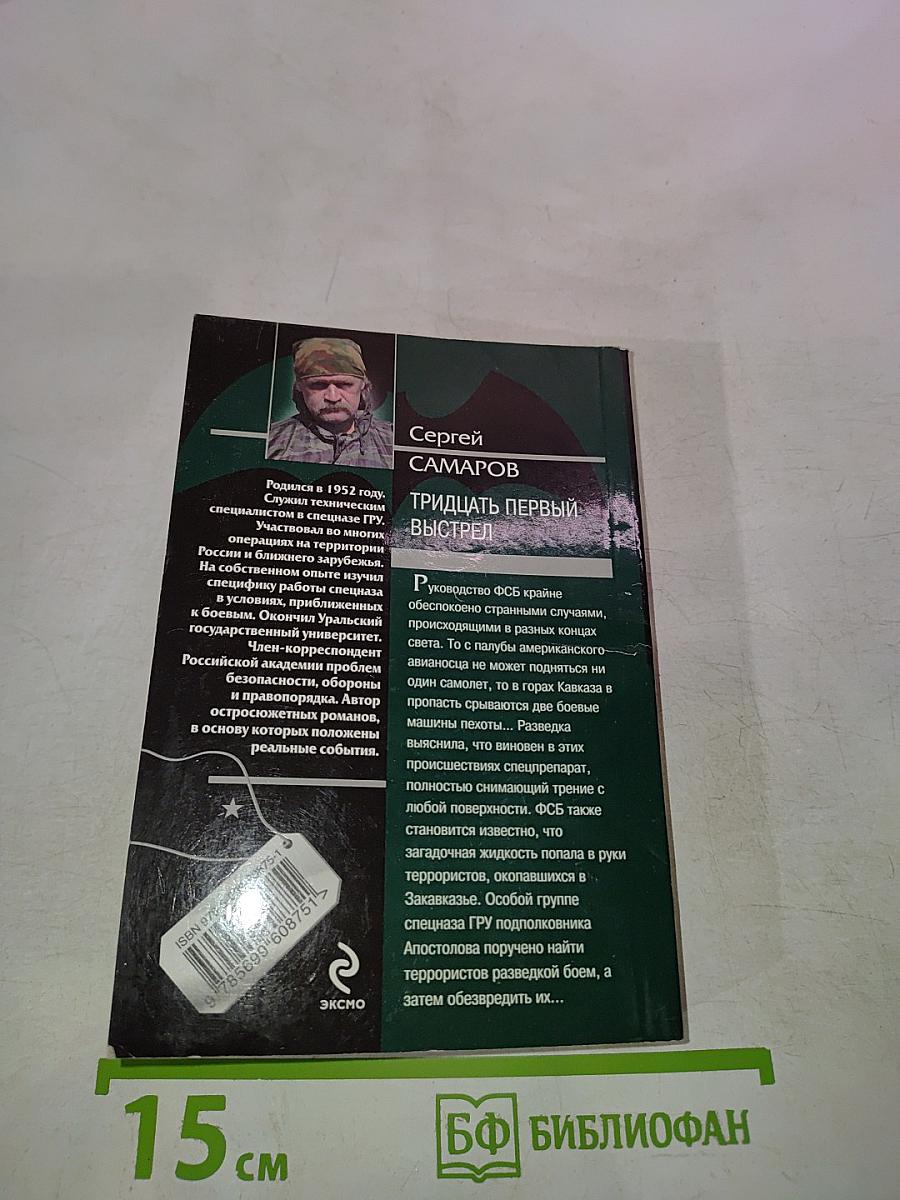 Сергей
САМАРОВ
ТРИДЦАТЬ ПЕРВЫЙ
ВЫСТРЕЛ
Родился в 1952 году.
Служил техническим
специалистом в спецназе ГРУ.
Участвовал во многих
операциях на территории
России и ближнего зарубежья.
На собственном опыте изучил
специфику работы спецназа
в условиях, приближенных
к боевым. Окончил Уральский
государственный университет.
Член-корреспондент
Российской академии проблем
безопасности, обороны
и правопорядка. Автор
остросюжетных романов,
в основу которых положены
реальные события.
Руководство ФСБ крайне
обеспокоено странными случаями,
происходящими в разных концах
света. То с палубы американского
авианосца не может подняться ни
один самолет, то в горах Кавказа в
пропасть срываются две боевые
машины пехоты... Разведка
выяснила, что виновен в этих
происшествиях спецпрепарат,
полностью снимающий трение с
любой поверхности. ФСБ также
становится известно, что
загадочная жидкость попала в руки
террористов, окопавшихся в
Закавказье. Особой группе
спецназа ГРУ подполковника
Апостолова поручено найти
террористов разведкой боем, а
затем обезвредить их...
ISBN
9 785699 608751 >
ЭКСМО
15 см
БФ БИБЛИОФАН